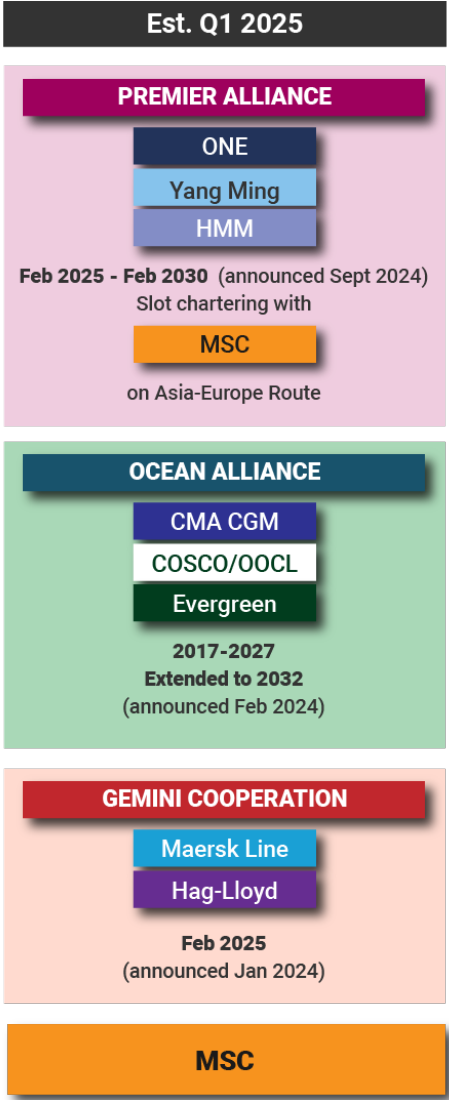 Est. Q1 2025
PREMIER ALLIANCE
ONE
Yang Ming
HMM
Feb 2025 - Feb 2030 (announced Sept 2024)
Slot chartering with
MSC
on Asia-Europe Route
OCEAN ALLIANCE
CMA CGM
COSCO/OOCL
Evergreen
2017-2027
Extended to 2032
(announced Feb 2024)
GEMINI COOPERATION
Maersk Line
Hag-Lloyd
Feb 2025
(announced Jan 2024)
MSC